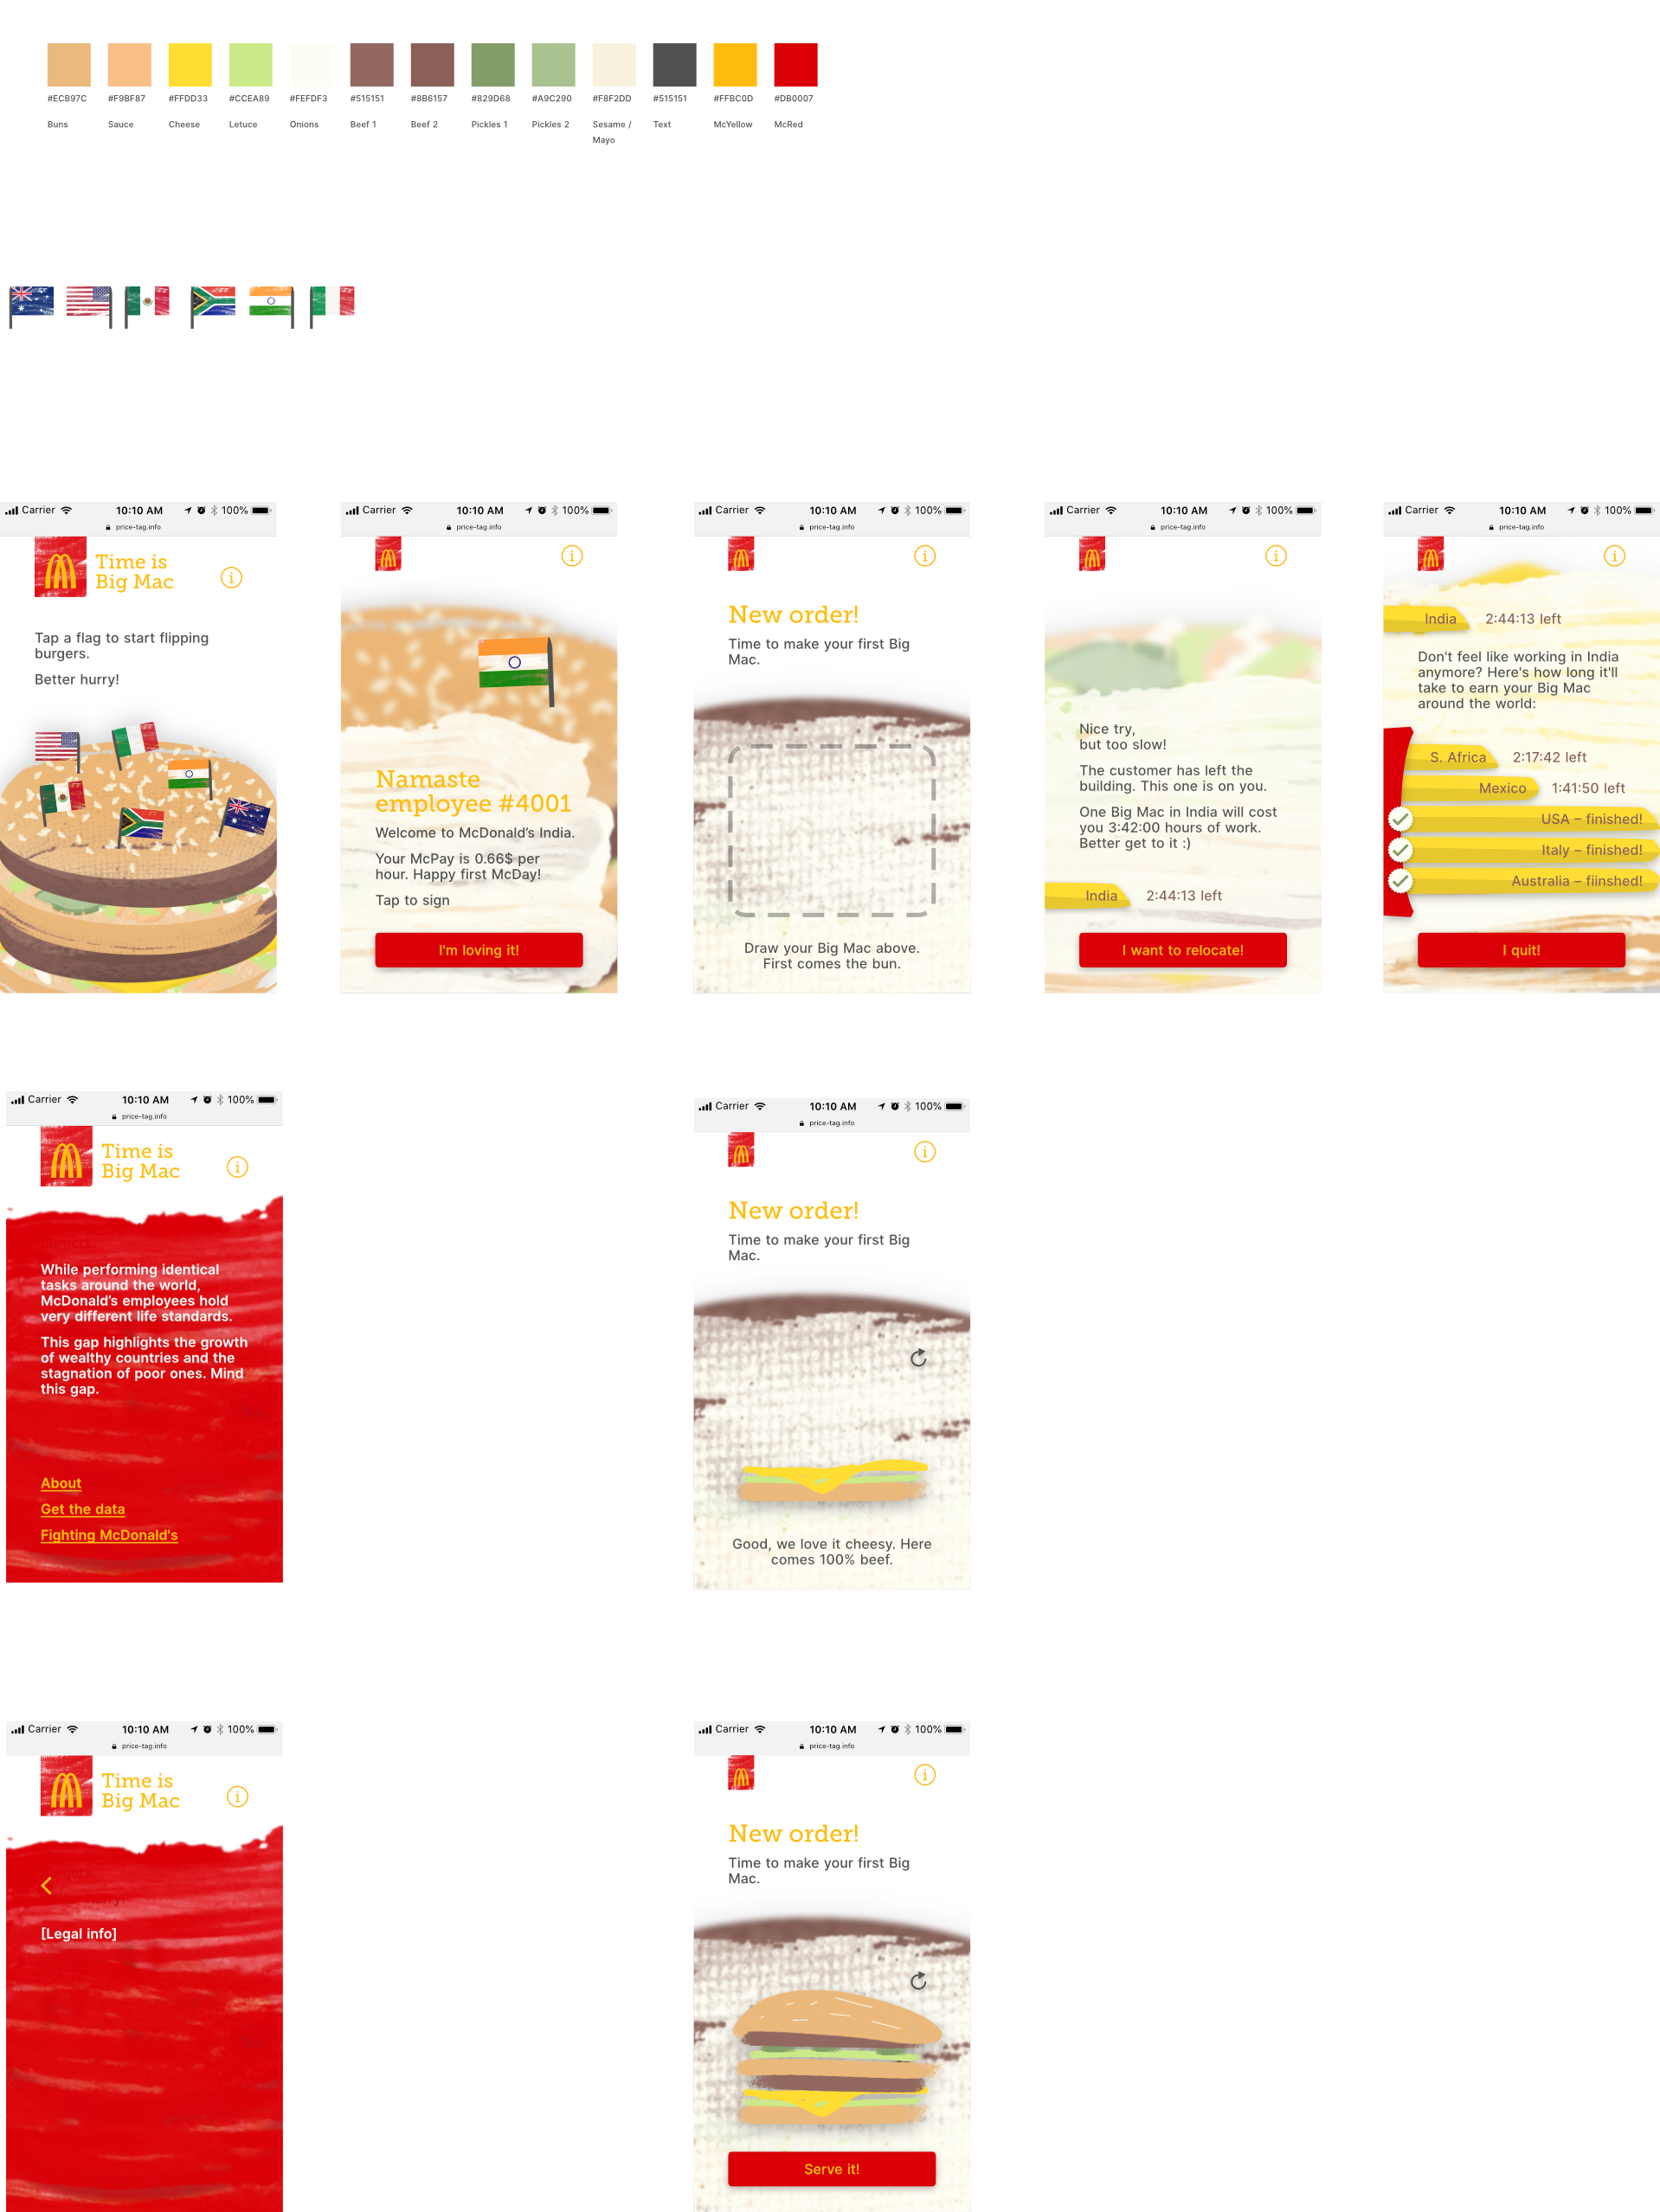 #ECB97C #F9BF87 #FFDD33 #CCEA89 #FEFDF3 #515151 #8B6157 #829D68 #A9C290 #F8F2DD #515151 #FFBC0D #DB0007
Buns Sauce Cheese Letuce Onions Beef 1 Beef 2 Pickles 1 Pickles 2 Sesame / Text McYellow McRed
Mayo
Carrier 10:10 AM 100%
price-tag.info
Time is
Big Mac
i
Tap a flag to start flipping
burgers.
Better hurry!
Carrier 10:10 AM 100%
price-tag.info
i
Namaste
employee #4001
Welcome to McDonald’s India.
Your McPay is 0.66$ per
hour. Happy first McDay!
Tap to sign
I'm loving it!
Carrier 10:10 AM 100%
price-tag.info
i
New order!
Time to make your first Big
Mac.
Draw your Big Mac above.
First comes the bun.
Carrier 10:10 AM 100%
price-tag.info
i
Nice try,
but too slow!
The customer has left the
building. This one is on you.
One Big Mac in India will cost
you 3:42:00 hours of work.
Better get to it :)
India 2:44:13 left
I want to relocate!
Carrier 10:10 AM 100%
price-tag.info
i
India 2:44:13 left
Don't feel like working in India
anymore? Here's how long it'll
take to earn your Big Mac
around the world:
S. Africa 2:17:42 left
Mexico 1:41:50 left
USA – finished!
Italy – finished!
Australia – fiinshed!
I quit!
Carrier 10:10 AM 100%
price-tag.info
Time is
Big Mac
i
burgers.
While performing identical
tasks around the world,
McDonald’s employees hold
very different life standards.
This gap highlights the growth
of wealthy countries and the
stagnation of poor ones. Mind
this gap.
About
Get the data
Fighting McDonald's
Carrier 10:10 AM 100%
price-tag.info
i
New order!
Time to make your first Big
Mac.
Good, we love it cheesy. Here
comes 100% beef.
Carrier 10:10 AM 100%
price-tag.info
Time is
Big Mac
i
burgers.
[Legal info]
Carrier 10:10 AM 100%
price-tag.info
i
New order!
Time to make your first Big
Mac.
Serve it!